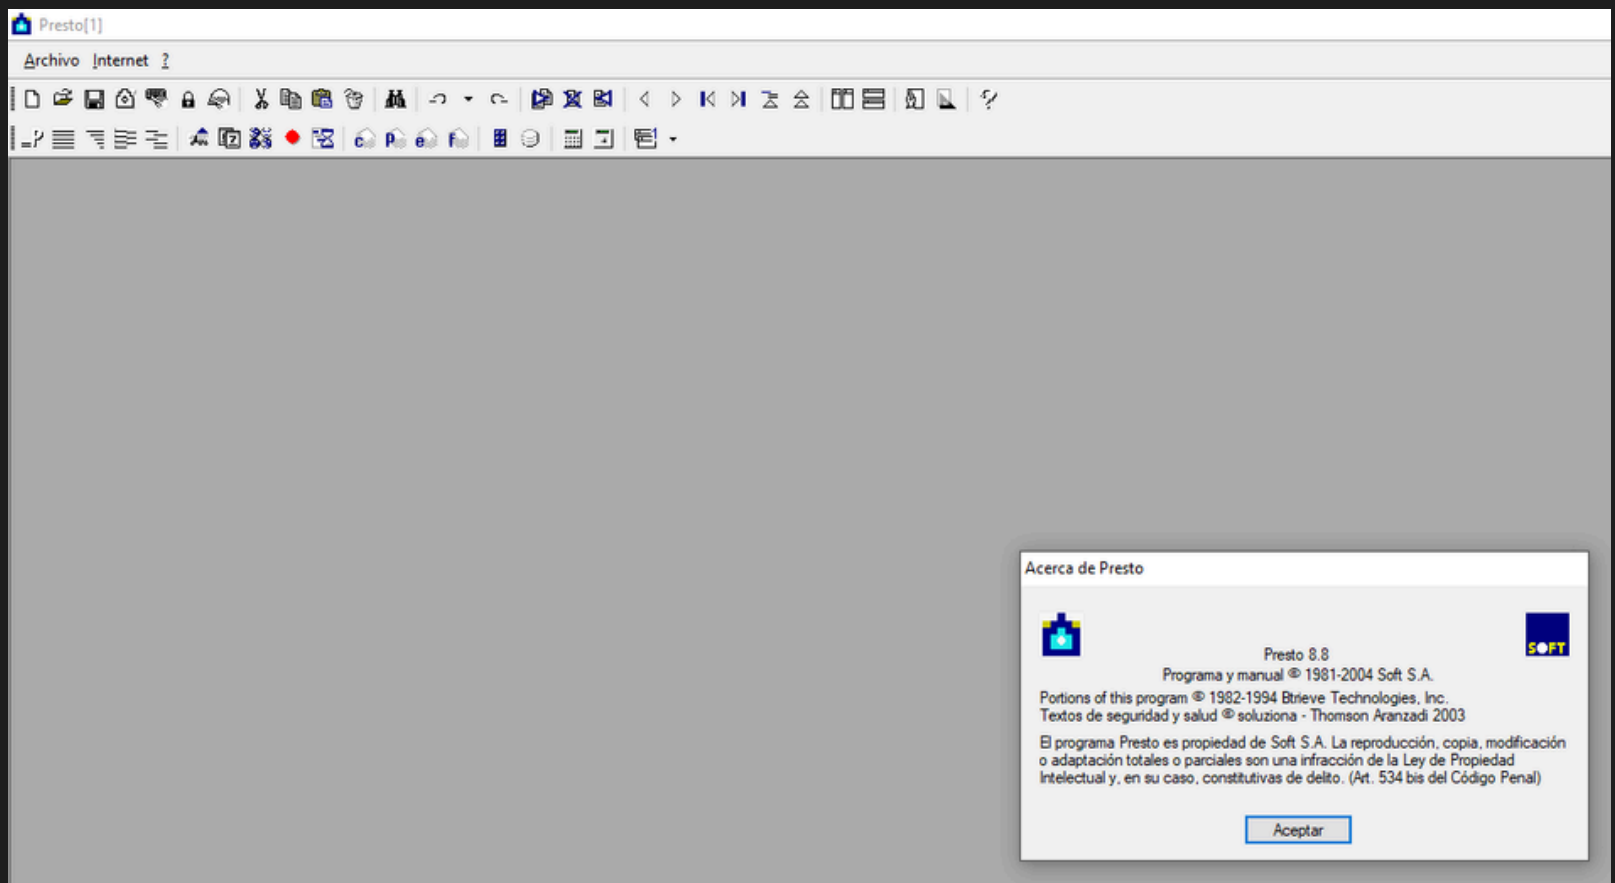 Presto[1]
Archivo Internet ?
Acerca de Presto
SOFT
Presto 8.8
Programa y manual © 1981-2004 Soft S.A.
Portions of this program © 1982-1994 Btrieve Technologies, Inc.
Textos de seguridad y salud © soluziona - Thomson Aranzadi 2003
El programa Presto es propiedad de Soft S.A. La reproducción, copia, modificación
o adaptación totales o parciales son una infracción de la Ley de Propiedad
Intelectual y, en su caso, constitutivas de delito. (Art. 534 bis del Código Penal)
Aceptar